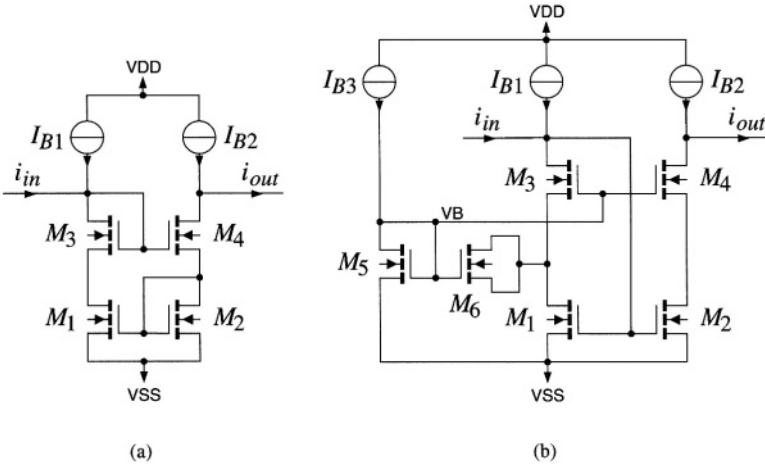 VDD
I_B1
I_B2
i_in
i_out
M_3
M_4
M_1
M_2
VSS
(a)
VDD
I_B3
I_B1
I_B2
i_in
i_out
M_3
M_4
VB
M_5
M_6
M_1
M_2
VSS
(b)